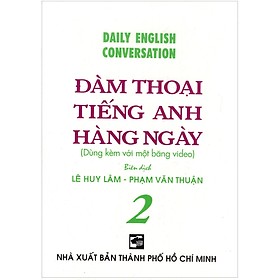 DAILY ENGLISH
CONVERSATION
ĐÀM THOẠI
TIẾNG ANH
HÀNG NGÀY
(Dùng kèm với một băng video)
Biên dịch
LÊ HUY LÂM - PHẠM VĂN THUẬN
2
NHÀ XUẤT BẢN THÀNH PHỐ HỒ CHÍ MINH